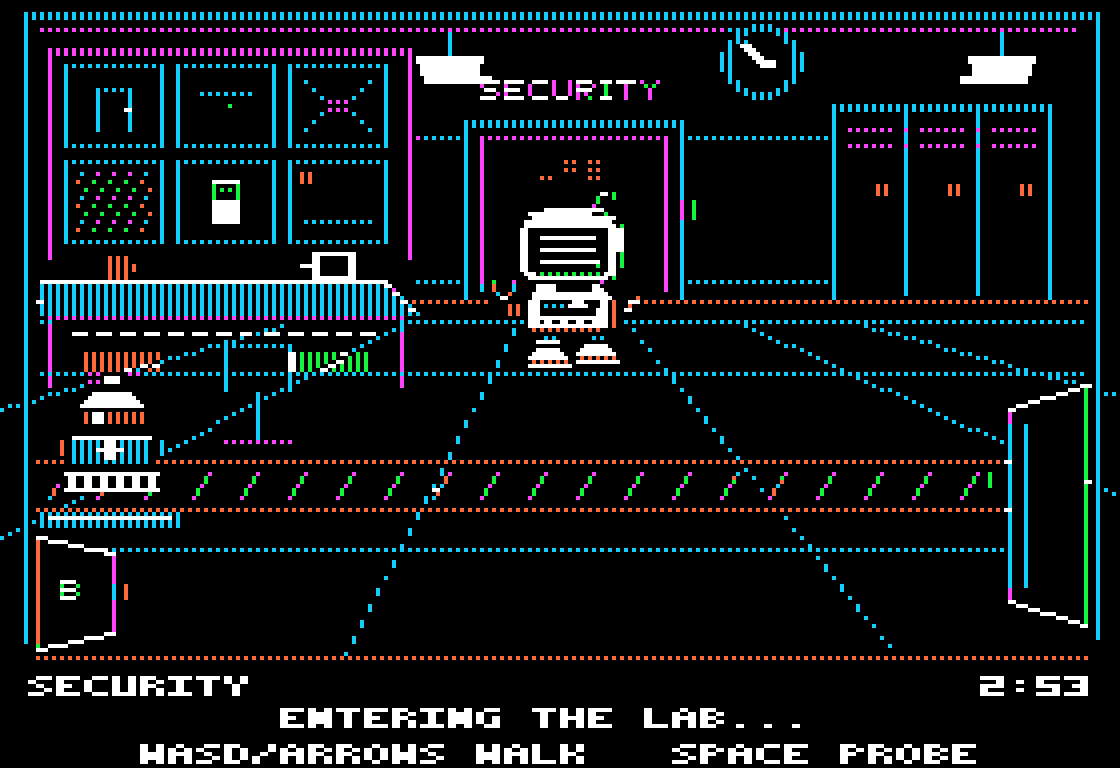 SECURITY
B
SECURITY 2:53
ENTERING THE LAB...
WASD/ARROWS WALK SPACE PROBE